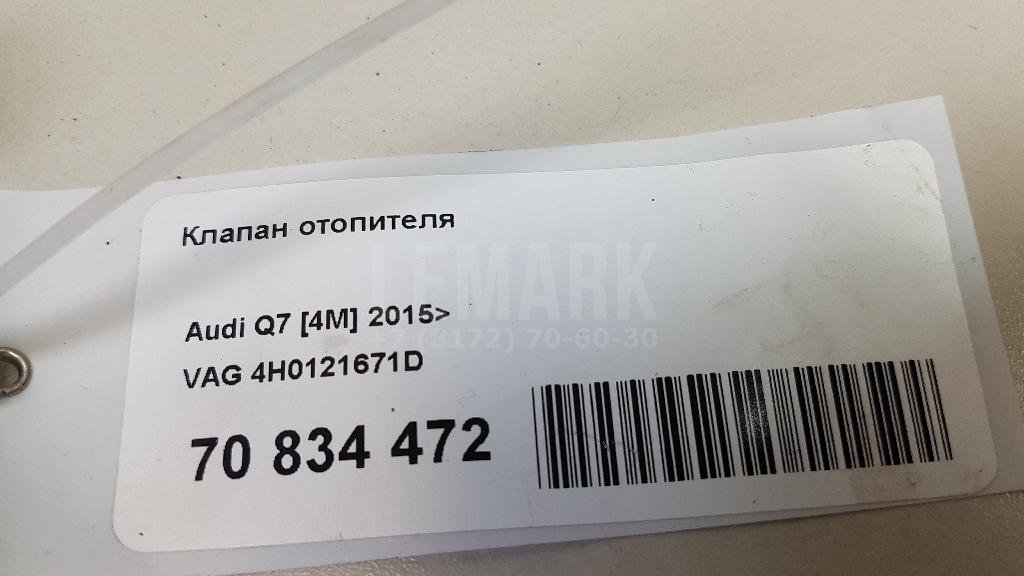 Клапан отопителя
LEMARK
Audi Q7 [4M] 2015>
+7 (8172) 70-60-30
VAG 4H0121671D
70 834 472